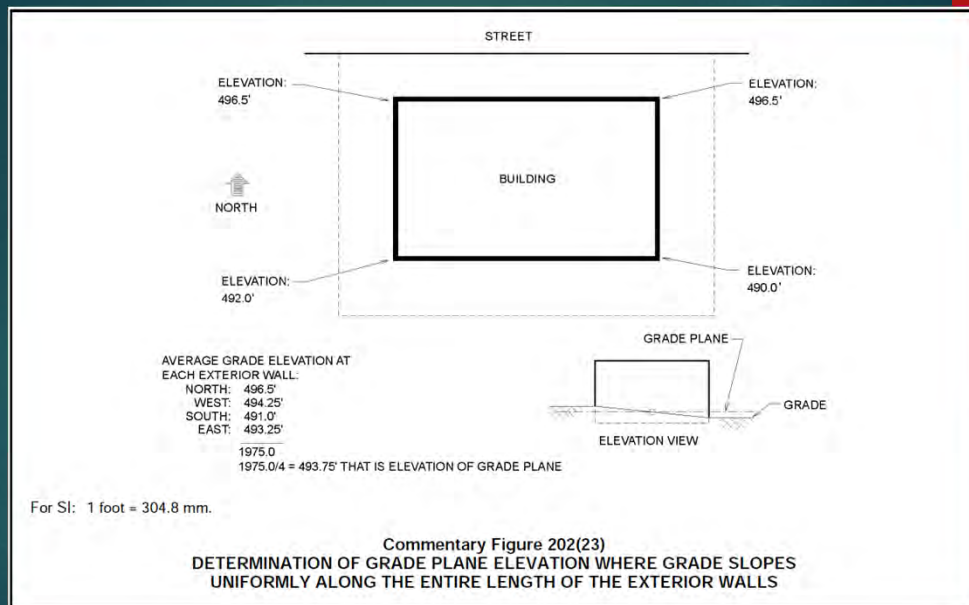 STREET
ELEVATION:
496.5'
ELEVATION:
496.5'
BUILDING
NORTH
ELEVATION:
492.0'
ELEVATION:
490.0'
GRADE PLANE
AVERAGE GRADE ELEVATION AT
EACH EXTERIOR WALL:
NORTH: 496.5'
WEST: 494.25'
SOUTH: 491.0'
EAST: 493.25'
GRADE
ELEVATION VIEW
1975.0
1975.0/4 = 493.75' THAT IS ELEVATION OF GRADE PLANE
For SI: 1 foot = 304.8 mm.
Commentary Figure 202(23)
DETERMINATION OF GRADE PLANE ELEVATION WHERE GRADE SLOPES
UNIFORMLY ALONG THE ENTIRE LENGTH OF THE EXTERIOR WALLS